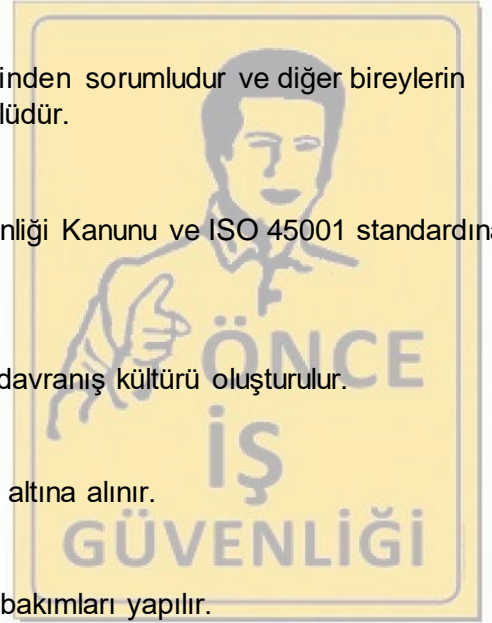 inden sorumludur ve diğer bireylerin
lüdür.
nliği Kanunu ve ISO 45001 standardına
davranış kültürü oluşturulur.
altına alınır.
bakımları yapılır.
ÖNCE
İŞ
GÜVENLİĞİ